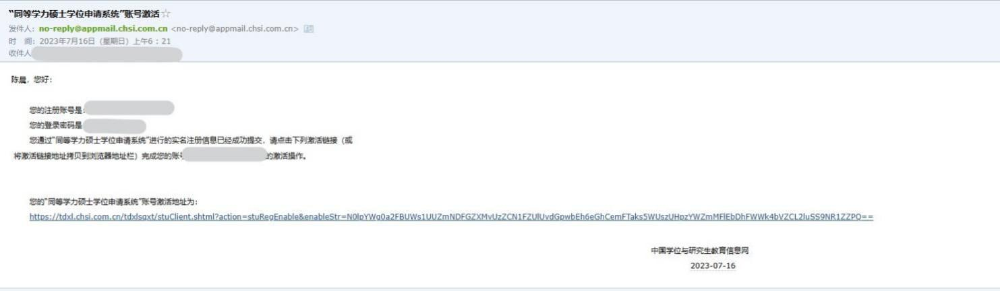 “同等学力硕士学位申请系统”账号激活☆
发件人：no-reply@appmail.chsi.com.cn <no-reply@appmail.chsi.com.cn>
时　间：2023年7月16日（星期日）上午6：21
收件人
陈晨，您好：
您的注册账号是：
您的登录密码是
您通过“同等学力硕士学位申请系统”进行的实名注册信息已经成功提交，请点击下列激活链接（或
将激活链接地址拷贝到浏览器地址栏）完成您的账号 的激活操作。
您的“同等学力硕士学位申请系统”账号激活地址为：
https://tdxl.chsi.com.cn/tdxlsqxt/stuClient.shtml?action=stuRegEnable&enableStr=N0lpYWg0a2FBUWs1UUZmNDFGZXMvUzZCN1FZUlUvdGpwbEh6eGhCemFTaks5WUszUHpzYWZmMFlEbDhFWWk4bVZCL2luSS9NR1ZZPQ==
中国学位与研究生教育信息网
2023-07-16